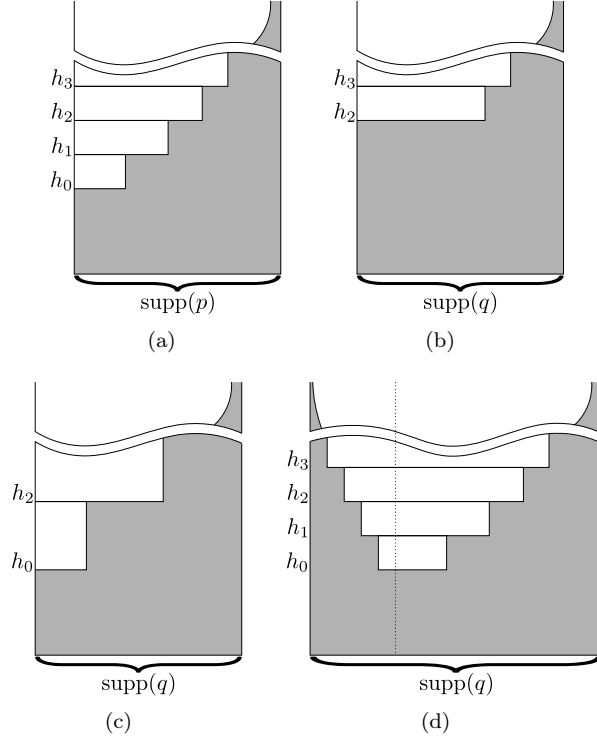 h₃
h₂
h₁
h₀
supp(p)
(a)
h₃
h₂
supp(q)
(b)
h₂
h₀
supp(q)
(c)
h₃
h₂
h₁
h₀
supp(q)
(d)